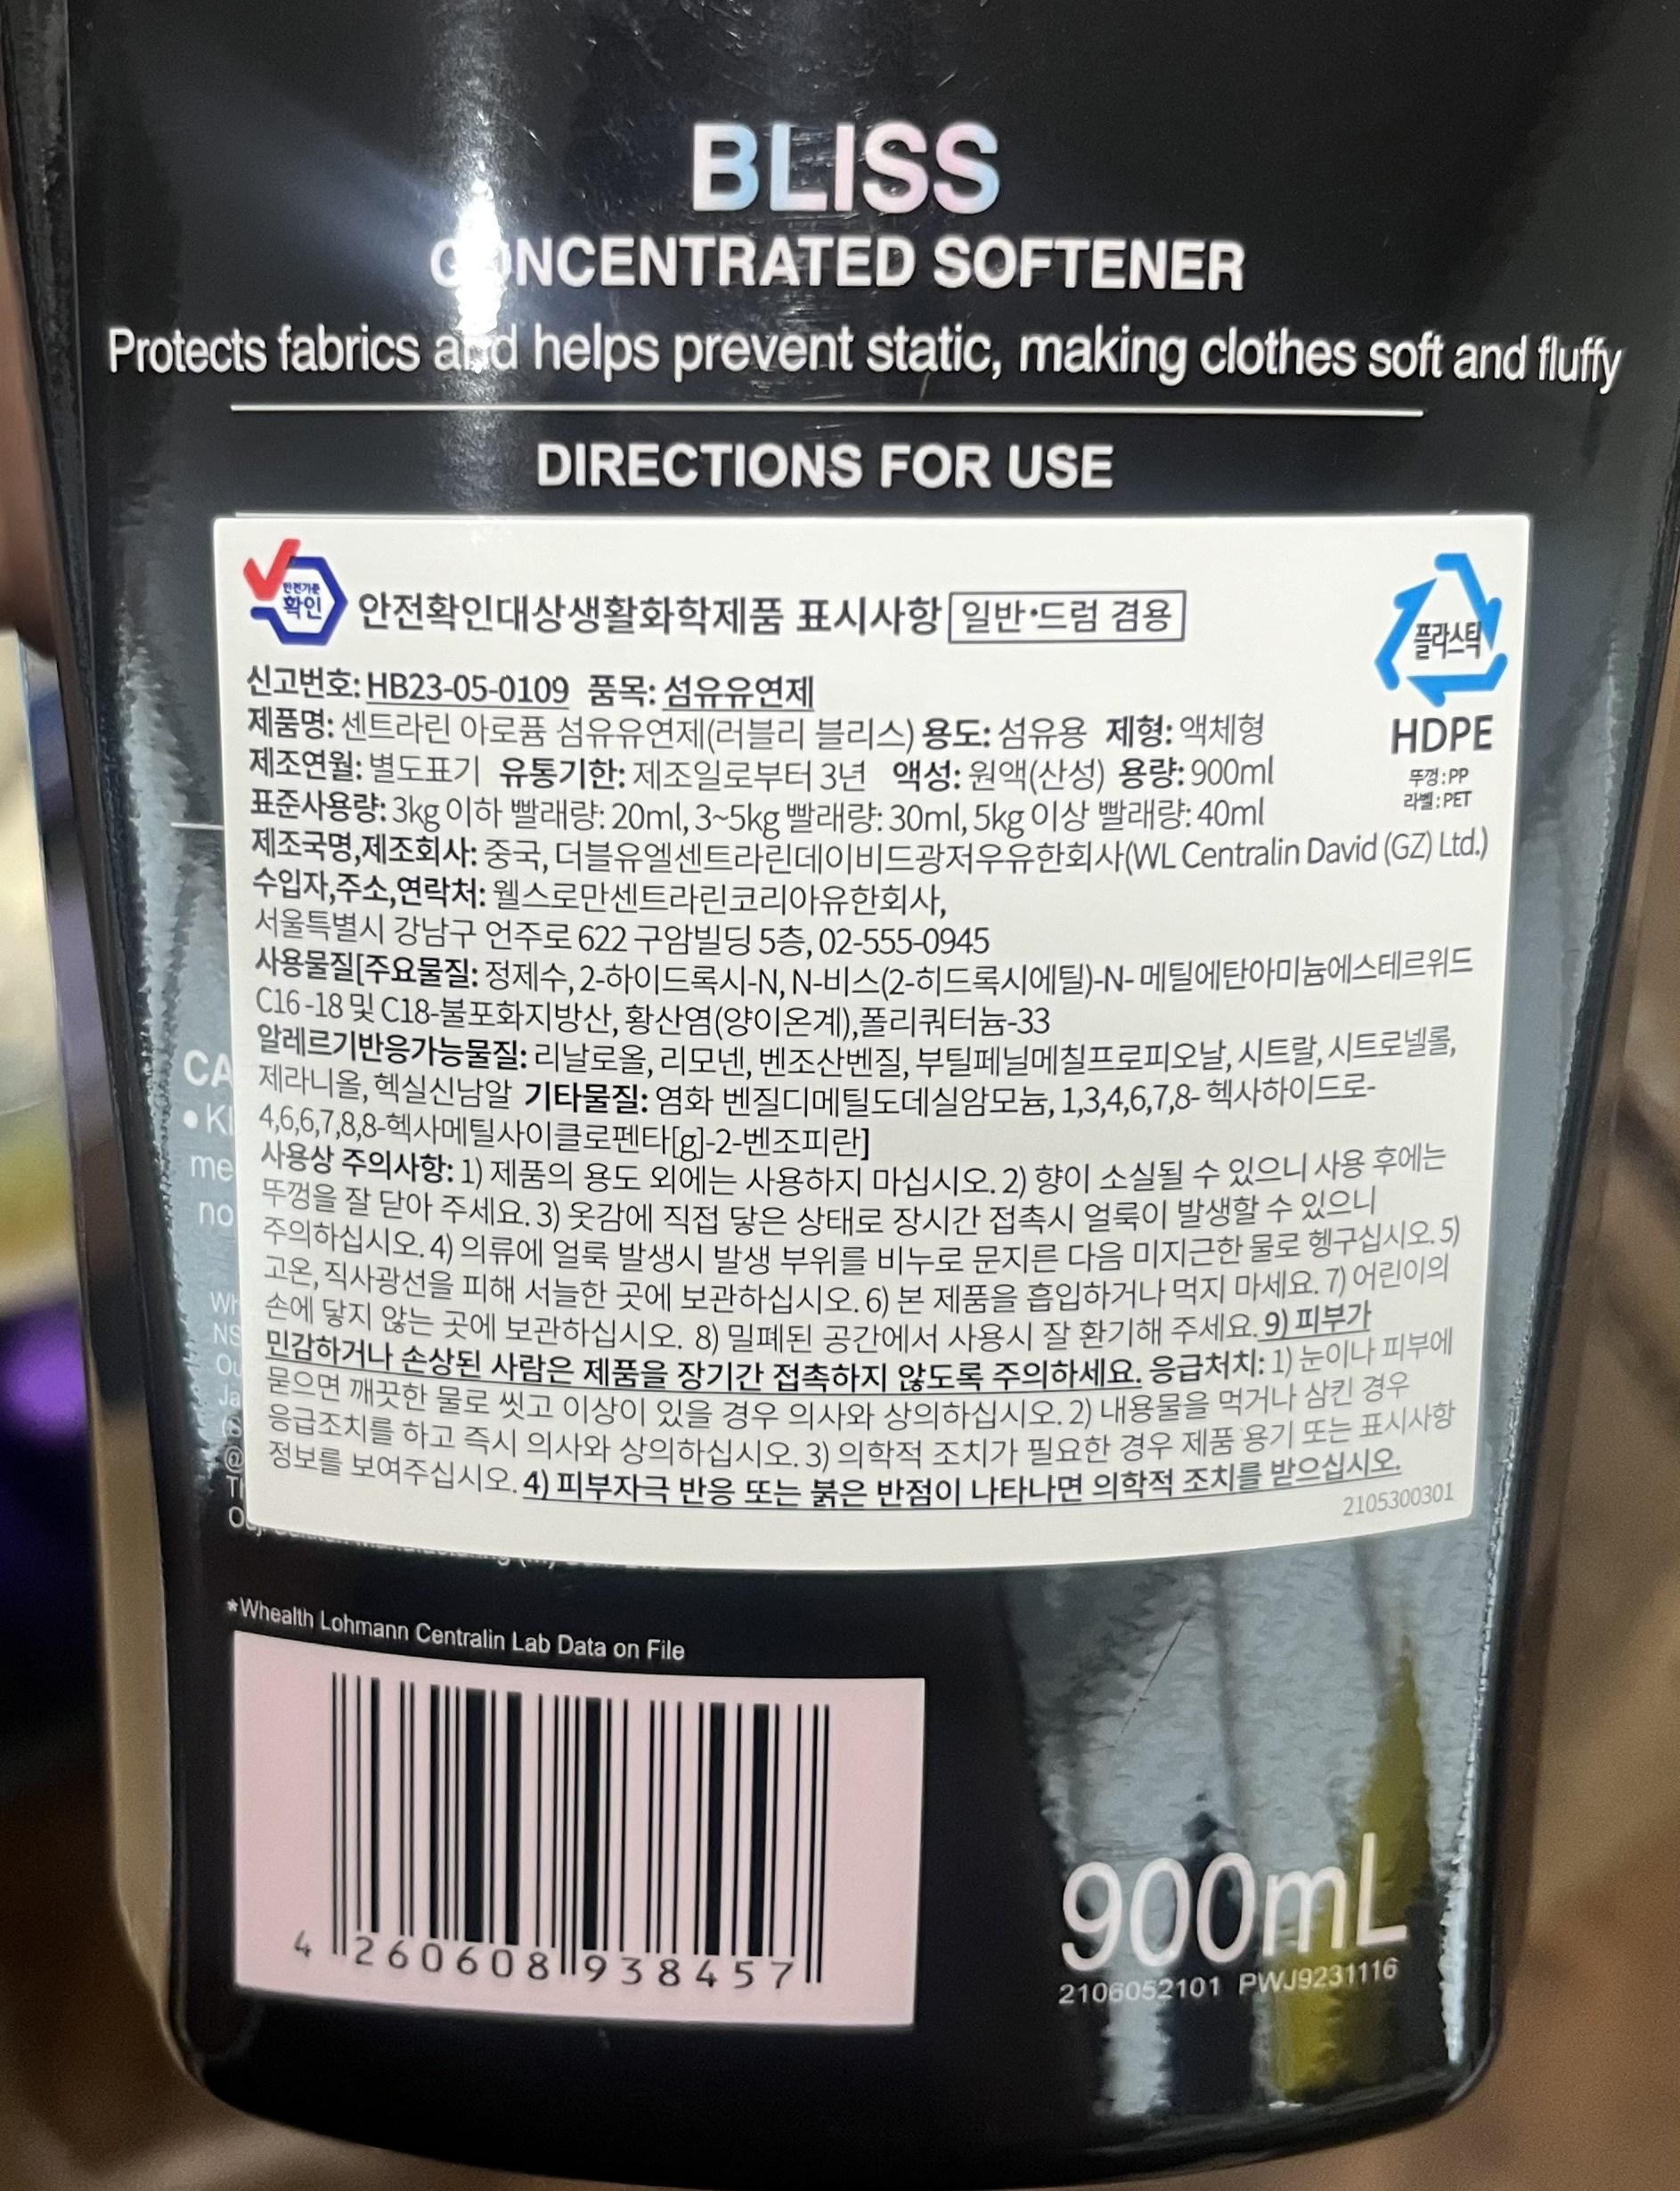 BLISS
CONCENTRATED SOFTENER
Protects fabrics and helps prevent static, making clothes soft and fluffy
DIRECTIONS FOR USE
안전기준
확인
안전확인대상생활화학제품 표시사항 일반·드럼 겸용
플라스틱
HDPE
뚜껑:PP
라벨:PET
신고번호: HB23-05-0109 품목: 섬유유연제
제품명: 센트라린 아로퓸 섬유유연제(러블리 블리스) 용도: 섬유용 제형: 액체형
제조연월: 별도표기 유통기한: 제조일로부터 3년 액성: 원액(산성) 용량: 900ml
표준사용량: 3kg 이하 빨래량: 20ml, 3~5kg 빨래량: 30ml, 5kg 이상 빨래량: 40ml
제조국명,제조회사: 중국, 더블유엘센트라린데이비드광저우유한회사(WL Centralin David (GZ) Ltd.)
수입자,주소,연락처: 웰스로만센트라린코리아유한회사,
서울특별시 강남구 언주로 622 구암빌딩 5층, 02-555-0945
사용물질[주요물질: 정제수, 2-하이드록시-N, N-비스(2-히드록시에틸)-N- 메틸에탄아미늄에스테르위드
C16 -18 및 C18-불포화지방산, 황산염(양이온계),폴리쿼터늄-33
알레르기반응가능물질: 리날로올, 리모넨, 벤조산벤질, 부틸페닐메칠프로피오날, 시트랄, 시트로넬롤,
제라니올, 헥실신남알 기타물질: 염화 벤질디메틸도데실암모늄, 1,3,4,6,7,8- 헥사하이드로-
4,6,6,7,8,8-헥사메틸사이클로펜타[g]-2-벤조피란]
사용상 주의사항: 1) 제품의 용도 외에는 사용하지 마십시오. 2) 향이 소실될 수 있으니 사용 후에는
뚜껑을 잘 닫아 주세요. 3) 옷감에 직접 닿은 상태로 장시간 접촉시 얼룩이 발생할 수 있으니
주의하십시오. 4) 의류에 얼룩 발생시 발생 부위를 비누로 문지른 다음 미지근한 물로 헹구십시오. 5)
고온, 직사광선을 피해 서늘한 곳에 보관하십시오. 6) 본 제품을 흡입하거나 먹지 마세요. 7) 어린이의
손에 닿지 않는 곳에 보관하십시오. 8) 밀폐된 공간에서 사용시 잘 환기해 주세요. 9) 피부가
민감하거나 손상된 사람은 제품을 장기간 접촉하지 않도록 주의하세요. 응급처치: 1) 눈이나 피부에
묻으면 깨끗한 물로 씻고 이상이 있을 경우 의사와 상의하십시오. 2) 내용물을 먹거나 삼킨 경우
응급조치를 하고 즉시 의사와 상의하십시오. 3) 의학적 조치가 필요한 경우 제품 용기 또는 표시사항
정보를 보여주십시오. 4) 피부자극 반응 또는 붉은 반점이 나타나면 의학적 조치를 받으십시오.
2105300301
*Whealth Lohmann Centralin Lab Data on File
4 260608 938457
900mL
2106052101 PWJ9231116